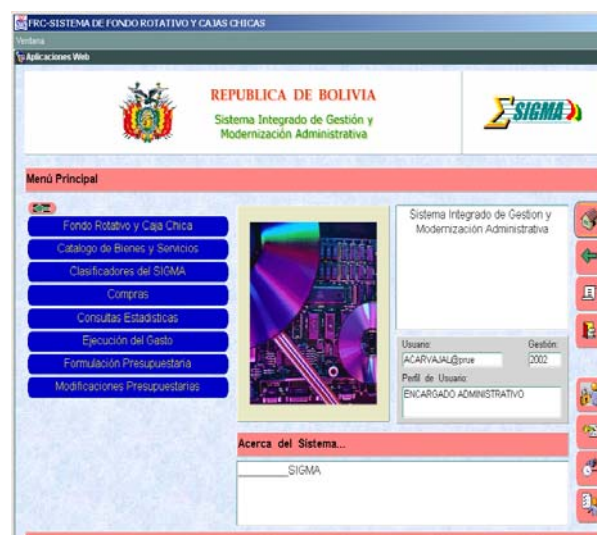 FRC-SISTEMA DE FONDO ROTATIVO Y CAJAS CHICAS
Ventana
Aplicaciones Web
REPUBLICA DE BOLIVIA
Sistema Integrado de Gestión y
Modernización Administrativa
SIGMA
Menú Principal
Fondo Rotativo y Caja Chica
Catalogo de Bienes y Servicios
Clasificadores del SIGMA
Compras
Consultas Estadisticas
Ejecución del Gasto
Formulación Presupuestaria
Modificaciones Presupuestarias
Sistema Integrado de Gestion y
Modernización Administrativa
Usuario: Gestión:
ACARVAJAL@prue 2002
Perfil de Usuario:
ENCARGADO ADMINISTRATIVO
Acerca del Sistema...
______SIGMA